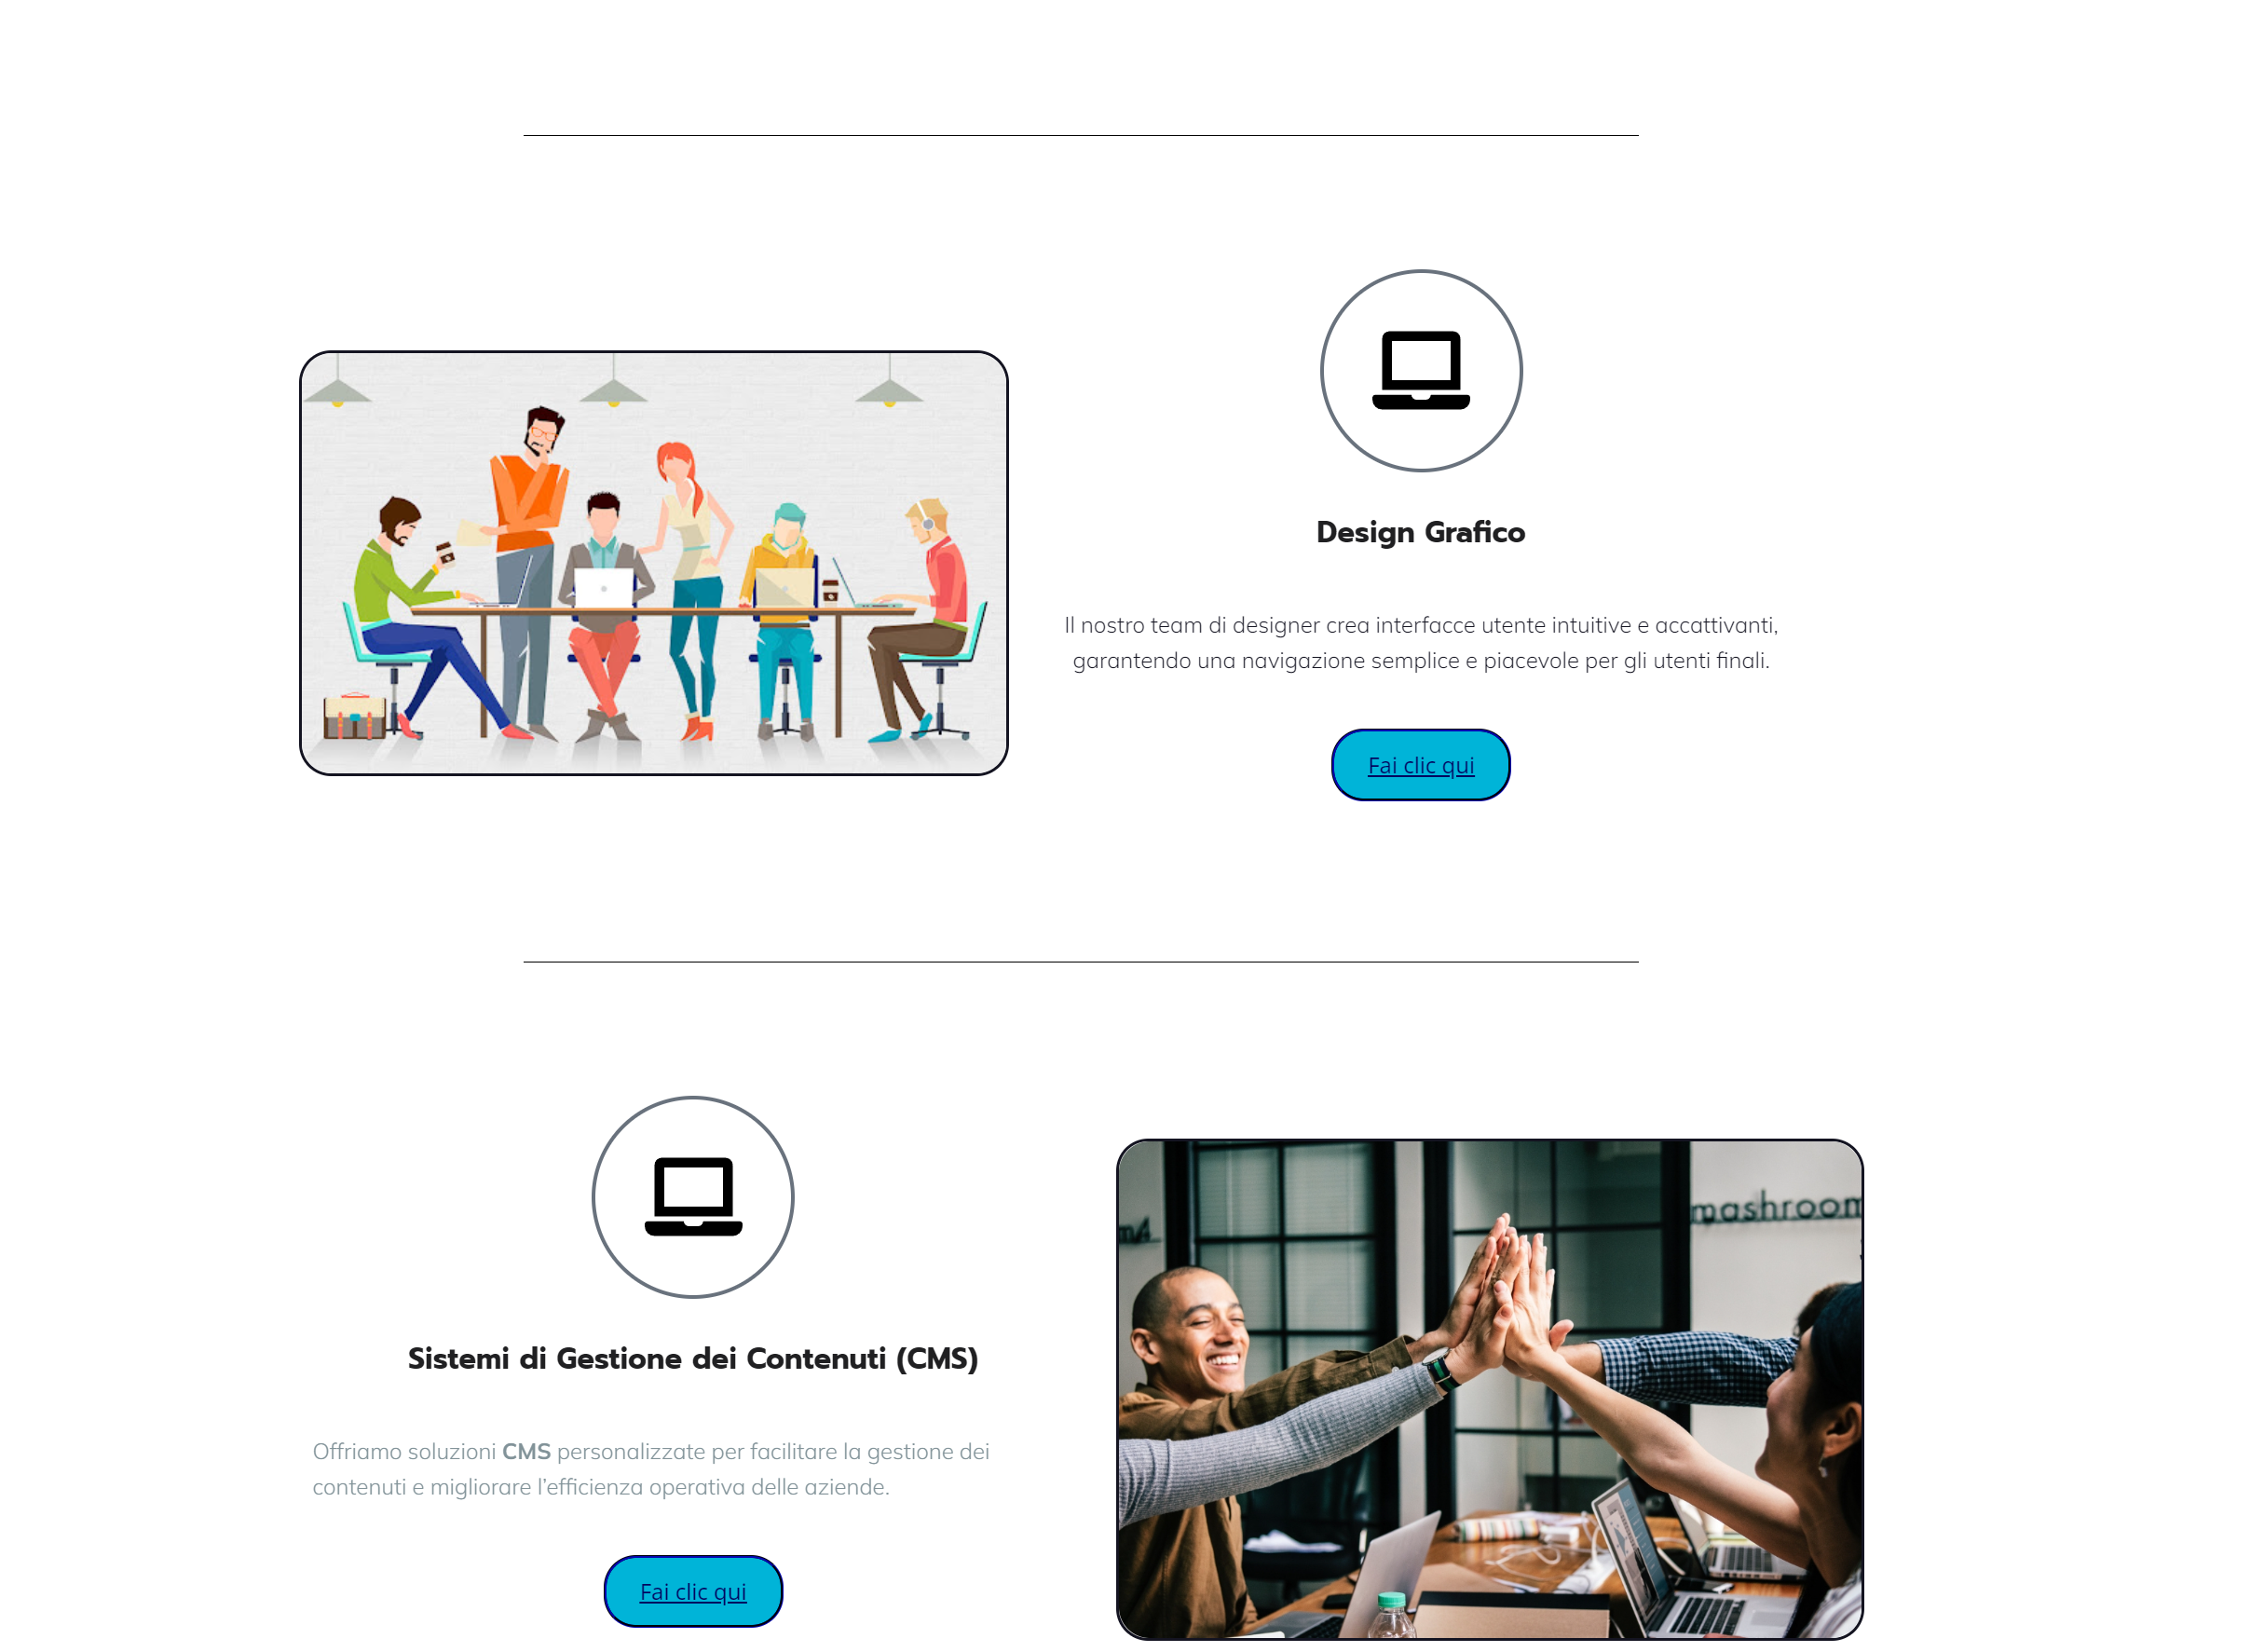 Design Grafico
Il nostro team di designer crea interfacce utente intuitive e accattivanti,
garantendo una navigazione semplice e piacevole per gli utenti finali.
Fai clic qui
Sistemi di Gestione dei Contenuti (CMS)
Offriamo soluzioni CMS personalizzate per facilitare la gestione dei
contenuti e migliorare l’efficienza operativa delle aziende.
Fai clic qui
m4
mashroom